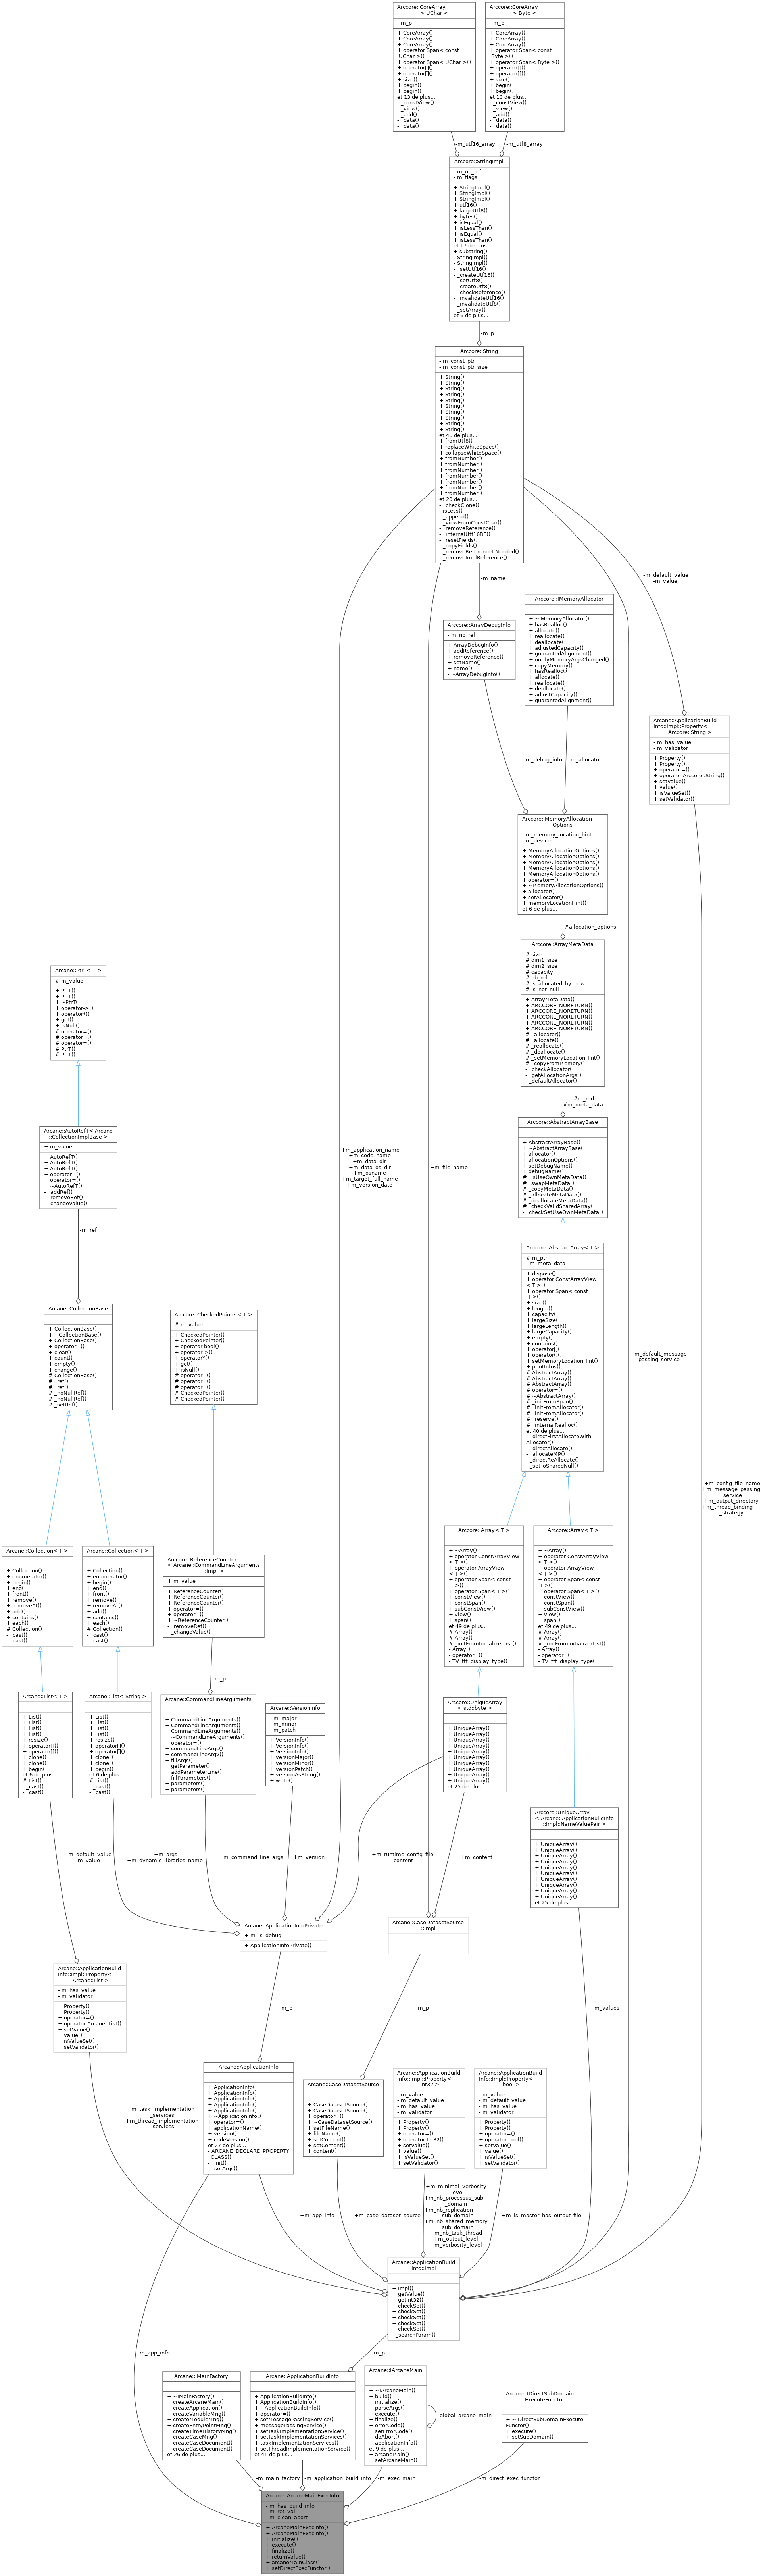 Arccore::CoreArray
< UChar >
- m_p
+ CoreArray()
+ CoreArray()
+ CoreArray()
+ operator Span< const
UChar >()
+ operator Span< UChar >()
+ operator[]()
+ operator[]()
+ size()
+ begin()
+ begin()
et 13 de plus...
- _constView()
- _view()
- _add()
- _data()
- _data()
Arccore::CoreArray
< Byte >
- m_p
+ CoreArray()
+ CoreArray()
+ CoreArray()
+ operator Span< const
Byte >()
+ operator Span< Byte >()
+ operator[]()
+ operator[]()
+ size()
+ begin()
+ begin()
et 13 de plus...
- _constView()
- _view()
- _add()
- _data()
- _data()
-m_utf16_array
-m_utf8_array
Arccore::StringImpl
- m_nb_ref
- m_flags
+ StringImpl()
+ StringImpl()
+ StringImpl()
+ utf16()
+ largeUtf8()
+ bytes()
+ isEqual()
+ isLessThan()
+ isEqual()
+ isLessThan()
et 17 de plus...
+ substring()
- StringImpl()
- StringImpl()
- _setUtf16()
- _createUtf16()
- _setUtf8()
- _createUtf8()
- _checkReference()
- _invalidateUtf16()
- _invalidateUtf8()
- _setArray()
et 6 de plus...
-m_p
Arccore::String
- m_const_ptr
- m_const_ptr_size
+ String()
+ String()
+ String()
+ String()
+ String()
+ String()
+ String()
+ String()
+ String()
+ String()
et 46 de plus...
+ fromUtf8()
+ replaceWhiteSpace()
+ collapseWhiteSpace()
+ fromNumber()
+ fromNumber()
+ fromNumber()
+ fromNumber()
+ fromNumber()
+ fromNumber()
+ fromNumber()
et 20 de plus...
- _checkClone()
- isLess()
- _append()
- _viewFromConstChar()
- _removeReference()
- _internalUtf16BE()
- _resetFields()
- _copyFields()
- _removeReferenceIfNeeded()
- _removeImplReference()
-m_name
-m_default_value
-m_value
Arccore::ArrayDebugInfo
- m_nb_ref
+ ArrayDebugInfo()
+ addReference()
+ removeReference()
+ setName()
+ name()
- ~ArrayDebugInfo()
Arccore::IMemoryAllocator
+ ~IMemoryAllocator()
+ hasRealloc()
+ allocate()
+ reallocate()
+ deallocate()
+ adjustedCapacity()
+ guarantedAlignment()
+ notifyMemoryArgsChanged()
+ copyMemory()
+ hasRealloc()
+ allocate()
+ reallocate()
+ deallocate()
+ adjustCapacity()
+ guarantedAlignment()
Arcane::ApplicationBuild
Info::Impl::Property<
Arccore::String >
- m_has_value
- m_validator
+ Property()
+ Property()
+ operator=()
+ operator Arccore::String()
+ setValue()
+ value()
+ isValueSet()
+ setValidator()
-m_debug_info
-m_allocator
Arccore::MemoryAllocation
Options
- m_memory_location_hint
- m_device
+ MemoryAllocationOptions()
+ MemoryAllocationOptions()
+ MemoryAllocationOptions()
+ MemoryAllocationOptions()
+ MemoryAllocationOptions()
+ operator=()
+ ~MemoryAllocationOptions()
+ allocator()
+ setAllocator()
+ memoryLocationHint()
et 6 de plus...
#allocation_options
Arccore::ArrayMetaData
# size
# dim1_size
# dim2_size
# capacity
# nb_ref
# is_allocated_by_new
# is_not_null
+ ArrayMetaData()
+ ARCCORE_NORETURN()
+ ARCCORE_NORETURN()
+ ARCCORE_NORETURN()
+ ARCCORE_NORETURN()
+ ARCCORE_NORETURN()
# _allocator()
# _allocate()
# _reallocate()
# _deallocate()
# _setMemoryLocationHint()
# _copyFromMemory()
- _checkAllocator()
- _getAllocationArgs()
- _defaultAllocator()
#m_md
#m_meta_data
Arccore::AbstractArrayBase
+ AbstractArrayBase()
+ ~AbstractArrayBase()
+ allocator()
+ allocationOptions()
+ setDebugName()
+ debugName()
# _isUseOwnMetaData()
# _swapMetaData()
# _copyMetaData()
# _allocateMetaData()
# _deallocateMetaData()
# _checkValidSharedArray()
- _checkSetUseOwnMetaData()
Arcane::PtrT< T >
# m_value
+ PtrT()
+ PtrT()
+ ~PtrT()
+ operator->()
+ operator*()
+ get()
+ isNull()
# operator=()
# operator=()
# operator=()
# PtrT()
# PtrT()
Arcane::AutoRefT< Arcane
::CollectionImplBase >
+ m_value
+ AutoRefT()
+ AutoRefT()
+ AutoRefT()
+ operator=()
+ operator=()
+ ~AutoRefT()
- _addRef()
- _removeRef()
- _changeValue()
-m_ref
+m_application_name
+m_code_name
+m_data_dir
+m_data_os_dir
+m_osname
+m_target_full_name
+m_version_date
+m_file_name
Arccore::AbstractArray< T >
# m_ptr
- m_meta_data
+ dispose()
+ operator ConstArrayView
< T >()
+ operator Span< const
T >()
+ size()
+ length()
+ capacity()
+ largeSize()
+ largeLength()
+ largeCapacity()
+ empty()
+ contains()
+ operator[]()
+ operator()()
+ setMemoryLocationHint()
+ printInfos()
# AbstractArray()
# AbstractArray()
# AbstractArray()
# operator=()
# ~AbstractArray()
# _initFromSpan()
# _initFromAllocator()
# _initFromAllocator()
# _reserve()
# _internalRealloc()
et 40 de plus...
- _directFirstAllocateWith
Allocator()
- _directAllocate()
- _allocateMP()
- _directReAllocate()
- _setToSharedNull()
Arcane::CollectionBase
+ CollectionBase()
+ ~CollectionBase()
+ CollectionBase()
+ operator=()
+ clear()
+ count()
+ empty()
+ change()
# CollectionBase()
# _ref()
# _ref()
# _noNullRef()
# _noNullRef()
# _setRef()
Arccore::CheckedPointer< T >
# m_value
+ CheckedPointer()
+ CheckedPointer()
+ operator bool()
+ operator->()
+ operator*()
+ get()
+ isNull()
# operator=()
# operator=()
# operator=()
# CheckedPointer()
# CheckedPointer()
+m_default_message
_passing_service
+m_config_file_name
+m_message_passing
_service
+m_output_directory
+m_thread_binding
_strategy
Arcane::Collection< T >
+ Collection()
+ enumerator()
+ begin()
+ end()
+ front()
+ remove()
+ removeAt()
+ add()
+ contains()
+ each()
# Collection()
- _cast()
- _cast()
Arcane::Collection< T >
+ Collection()
+ enumerator()
+ begin()
+ end()
+ front()
+ remove()
+ removeAt()
+ add()
+ contains()
+ each()
# Collection()
- _cast()
- _cast()
Arccore::ReferenceCounter
< Arcane::CommandLineArguments
::Impl >
+ m_value
+ ReferenceCounter()
+ ReferenceCounter()
+ ReferenceCounter()
+ operator=()
+ operator=()
+ ~ReferenceCounter()
- _removeRef()
- _changeValue()
Arccore::Array< T >
+ ~Array()
+ operator ConstArrayView
< T >()
+ operator ArrayView
< T >()
+ operator Span< const
T >()
+ operator Span< T >()
+ constView()
+ constSpan()
+ subConstView()
+ view()
+ span()
et 49 de plus...
# Array()
# Array()
# _initFromInitializerList()
- Array()
- operator=()
- TV_ttf_display_type()
Arccore::Array< T >
+ ~Array()
+ operator ConstArrayView
< T >()
+ operator ArrayView
< T >()
+ operator Span< const
T >()
+ operator Span< T >()
+ constView()
+ constSpan()
+ subConstView()
+ view()
+ span()
et 49 de plus...
# Array()
# Array()
# _initFromInitializerList()
- Array()
- operator=()
- TV_ttf_display_type()
-m_p
Arcane::List< T >
+ List()
+ List()
+ List()
+ List()
+ resize()
+ operator[]()
+ operator[]()
+ clone()
+ clone()
+ begin()
et 6 de plus...
# List()
- _cast()
- _cast()
Arcane::List< String >
+ List()
+ List()
+ List()
+ List()
+ resize()
+ operator[]()
+ operator[]()
+ clone()
+ clone()
+ begin()
et 6 de plus...
# List()
- _cast()
- _cast()
Arcane::CommandLineArguments
+ CommandLineArguments()
+ CommandLineArguments()
+ CommandLineArguments()
+ ~CommandLineArguments()
+ operator=()
+ commandLineArgc()
+ commandLineArgv()
+ fillArgs()
+ getParameter()
+ addParameterLine()
+ fillParameters()
+ parameters()
+ parameters()
Arcane::VersionInfo
- m_major
- m_minor
- m_patch
+ VersionInfo()
+ VersionInfo()
+ VersionInfo()
+ versionMajor()
+ versionMinor()
+ versionPatch()
+ versionAsString()
+ write()
Arccore::UniqueArray
< std::byte >
+ UniqueArray()
+ UniqueArray()
+ UniqueArray()
+ UniqueArray()
+ UniqueArray()
+ UniqueArray()
+ UniqueArray()
+ UniqueArray()
+ UniqueArray()
+ UniqueArray()
et 25 de plus...
Arccore::UniqueArray
< Arcane::ApplicationBuildInfo
::Impl::NameValuePair >
+ UniqueArray()
+ UniqueArray()
+ UniqueArray()
+ UniqueArray()
+ UniqueArray()
+ UniqueArray()
+ UniqueArray()
+ UniqueArray()
+ UniqueArray()
+ UniqueArray()
et 25 de plus...
-m_default_value
-m_value
+m_args
+m_dynamic_libraries_name
+m_command_line_args
+m_version
+m_runtime_config_file
_content
+m_content
Arcane::ApplicationInfoPrivate
+ m_is_debug
+ ApplicationInfoPrivate()
Arcane::CaseDatasetSource
::Impl
Arcane::ApplicationBuild
Info::Impl::Property<
Arcane::List >
- m_has_value
- m_validator
+ Property()
+ Property()
+ operator=()
+ operator Arcane::List()
+ setValue()
+ value()
+ isValueSet()
+ setValidator()
-m_p
-m_p
+m_values
Arcane::ApplicationInfo
+ ApplicationInfo()
+ ApplicationInfo()
+ ApplicationInfo()
+ ApplicationInfo()
+ ApplicationInfo()
+ ~ApplicationInfo()
+ operator=()
+ applicationName()
+ version()
+ codeVersion()
et 27 de plus...
- ARCANE_DECLARE_PROPERTY
_CLASS()
- _init()
- _setArgs()
Arcane::CaseDatasetSource
+ CaseDatasetSource()
+ CaseDatasetSource()
+ operator=()
+ ~CaseDatasetSource()
+ setFileName()
+ fileName()
+ setContent()
+ setContent()
+ content()
Arcane::ApplicationBuild
Info::Impl::Property<
Int32 >
- m_value
- m_default_value
- m_has_value
- m_validator
+ Property()
+ Property()
+ operator=()
+ operator Int32()
+ setValue()
+ value()
+ isValueSet()
+ setValidator()
Arcane::ApplicationBuild
Info::Impl::Property<
bool >
- m_value
- m_default_value
- m_has_value
- m_validator
+ Property()
+ Property()
+ operator=()
+ operator bool()
+ setValue()
+ value()
+ isValueSet()
+ setValidator()
+m_task_implementation
_services
+m_thread_implementation
_services
+m_app_info
+m_case_dataset_source
+m_minimal_verbosity
_level
+m_nb_processus_sub
_domain
+m_nb_replication
_sub_domain
+m_nb_shared_memory
_sub_domain
+m_nb_task_thread
+m_output_level
+m_verbosity_level
+m_is_master_has_output_file
Arcane::ApplicationBuild
Info::Impl
+ Impl()
+ getValue()
+ getInt32()
+ checkSet()
+ checkSet()
+ checkSet()
+ checkSet()
+ checkSet()
- _searchParam()
-m_app_info
-m_p
Arcane::IMainFactory
+ ~IMainFactory()
+ createArcaneMain()
+ createApplication()
+ createVariableMng()
+ createModuleMng()
+ createEntryPointMng()
+ createTimeHistoryMng()
+ createCaseMng()
+ createCaseDocument()
+ createCaseDocument()
et 26 de plus...
Arcane::ApplicationBuildInfo
+ ApplicationBuildInfo()
+ ApplicationBuildInfo()
+ ~ApplicationBuildInfo()
+ operator=()
+ setMessagePassingService()
+ messagePassingService()
+ setTaskImplementationService()
+ setTaskImplementationServices()
+ taskImplementationServices()
+ setThreadImplementationService()
et 41 de plus...
Arcane::IArcaneMain
+ ~IArcaneMain()
+ build()
+ initialize()
+ parseArgs()
+ execute()
+ finalize()
+ errorCode()
+ setErrorCode()
+ doAbort()
+ applicationInfo()
et 9 de plus...
+ arcaneMain()
+ setArcaneMain()
-global_arcane_main
Arcane::IDirectSubDomain
ExecuteFunctor
+ ~IDirectSubDomainExecute
Functor()
+ execute()
+ setSubDomain()
-m_main_factory
-m_application_build_info
-m_exec_main
-m_direct_exec_functor
Arcane::ArcaneMainExecInfo
- m_has_build_info
- m_ret_val
- m_clean_abort
+ ArcaneMainExecInfo()
+ ArcaneMainExecInfo()
+ initialize()
+ execute()
+ finalize()
+ returnValue()
+ arcaneMainClass()
+ setDirectExecFunctor()